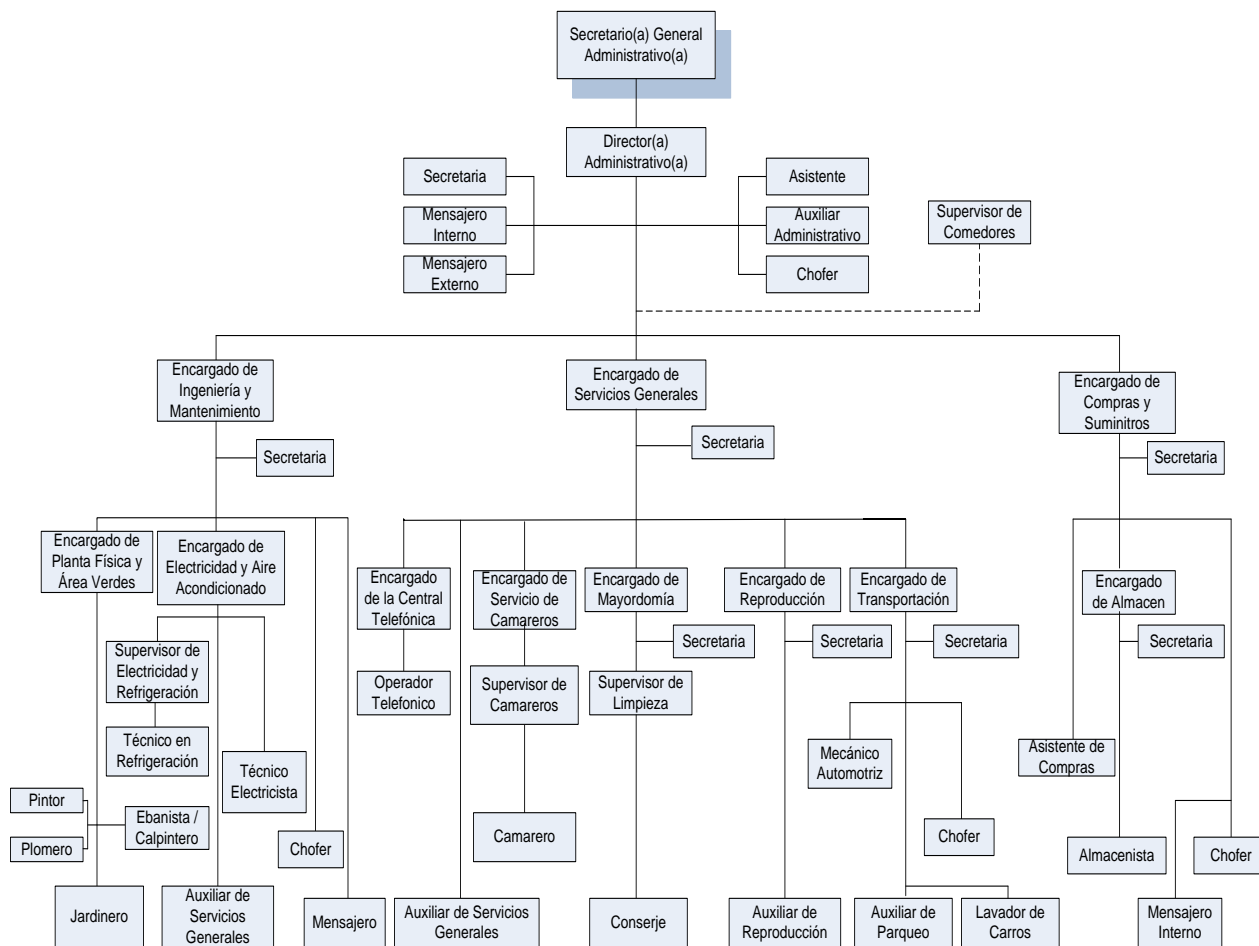 Secretario(a) General
Administrativo(a)
Director(a)
Administrativo(a)
Secretaria
Asistente
Mensajero
Interno
Auxiliar
Administrativo
Supervisor de
Comedores
Mensajero
Externo
Chofer
Encargado de
Ingeniería y
Mantenimiento
Encargado de
Servicios Generales
Encargado de
Compras y
Suminitros
Secretaria
Secretaria
Secretaria
Encargado de
Planta Física y
Área Verdes
Encargado de
Electricidad y Aire
Acondicionado
Encargado
de la Central
Telefónica
Encargado de
Servicio de
Camareros
Encargado de
Mayordomía
Encargado de
Reproducción
Encargado de
Transportación
Encargado
de Almacen
Secretaria
Secretaria
Secretaria
Secretaria
Supervisor de
Electricidad y
Refrigeración
Operador
Telefonico
Supervisor de
Camareros
Supervisor de
Limpieza
Técnico en
Refrigeración
Técnico
Electricista
Mecánico
Automotriz
Asistente de
Compras
Pintor
Ebanista /
Calpintero
Plomero
Chofer
Camarero
Chofer
Almacenista
Chofer
Jardinero
Auxiliar de
Servicios
Generales
Mensajero
Auxiliar de Servicios
Generales
Conserje
Auxiliar de
Reproducción
Auxiliar de
Parqueo
Lavador de
Carros
Mensajero
Interno